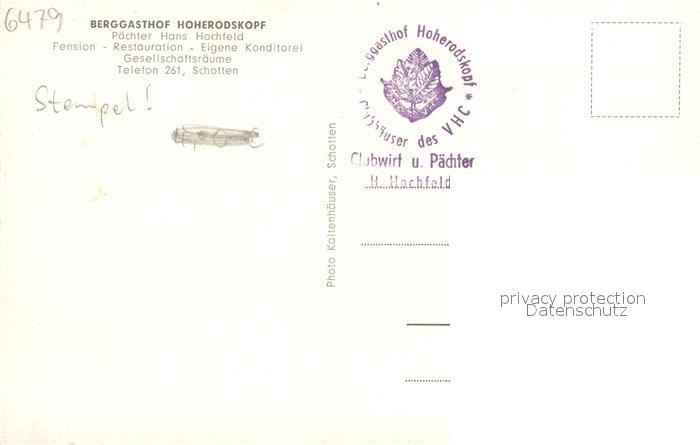 6479
BERGGASTHOF HOHERODSKOPF
Pächter Hans Hochfeld
Pension - Restauration - Eigene Konditorei
Gesellschaftsräume
Telefon 261, Schotten
Stempel!
Photo Kaltenhäuser, Schotten
Berggasthof Hoherodskopf
* Clubhäuser des VHC *
Clubwirt u. Pächter
H. Hochfeld
privacy protection
Datenschutz